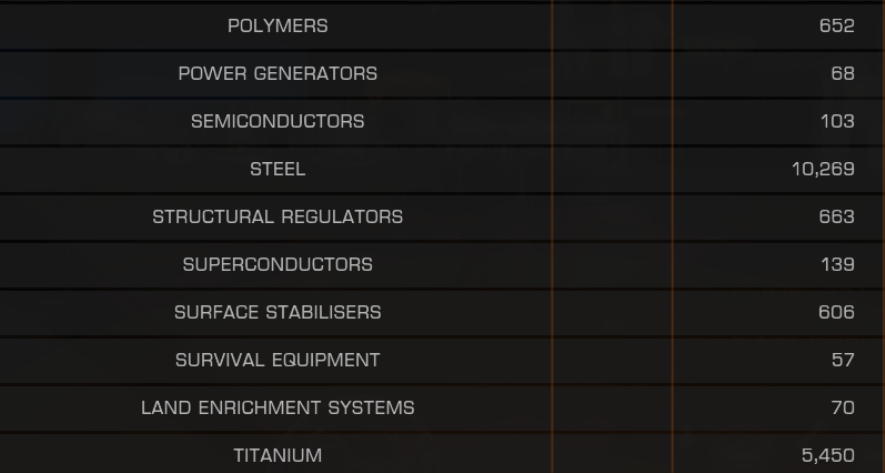 POLYMERS 652
POWER GENERATORS 68
SEMICONDUCTORS 103
STEEL 10,269
STRUCTURAL REGULATORS 663
SUPERCONDUCTORS 139
SURFACE STABILISERS 606
SURVIVAL EQUIPMENT 57
LAND ENRICHMENT SYSTEMS 70
TITANIUM 5,450